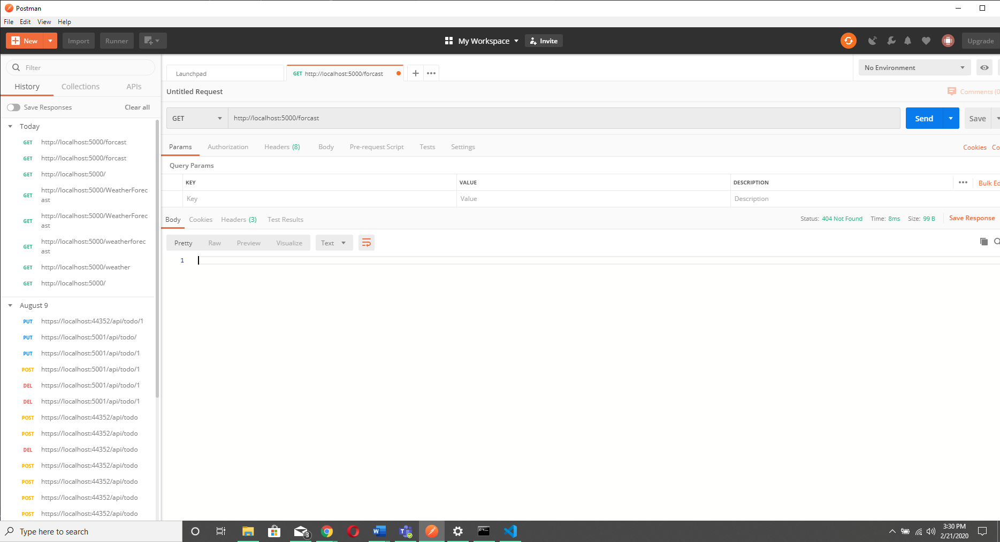 Postman
File Edit View Help
New Import Runner My Workspace Invite Upgrade
Filter
History Collections APIs
Save Responses Clear all
Today
GET http://localhost:5000/forcast
GET http://localhost:5000/forcast
GET http://localhost:5000/
GET http://localhost:5000/WeatherForec
ast
GET http://localhost:5000/WeatherForec
ast
GET http://localhost:5000/weatherforec
ast
GET http://localhost:5000/weather
GET http://localhost:5000/
August 9
PUT https://localhost:44352/api/todo/1
PUT https://localhost:5001/api/todo/
PUT https://localhost:5001/api/todo/1
POST https://localhost:5001/api/todo/1
DEL https://localhost:5001/api/todo/1
DEL https://localhost:5001/api/todo/1
POST https://localhost:44352/api/todo
POST https://localhost:44352/api/todo
DEL https://localhost:44352/api/todo
POST https://localhost:44352/api/todo
POST https://localhost:44352/api/todo
POST https://localhost:44352/api/todo
POST https://localhost:44352/api/todo
Launchpad GET http://localhost:5000/forcast No Environment
Untitled Request Comments (0
GET http://localhost:5000/forcast Send Save
Params Authorization Headers (8) Body Pre-request Script Tests Settings Cookies Co
Query Params
KEY VALUE DESCRIPTION Bulk Ed
Key Value Description
Body Cookies Headers (3) Test Results Status: 404 Not Found Time: 8ms Size: 99 B Save Response
Pretty Raw Preview Visualize Text
1
Type here to search 3 3:30 PM
2/21/2020